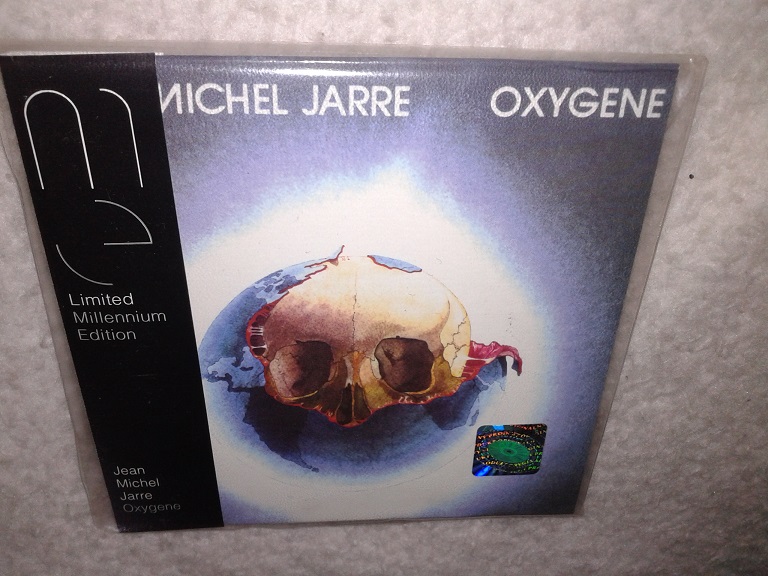 MICHEL JARRE OXYGENE
Limited
Millennium
Edition
Jean
Michel
Jarre
Oxygene